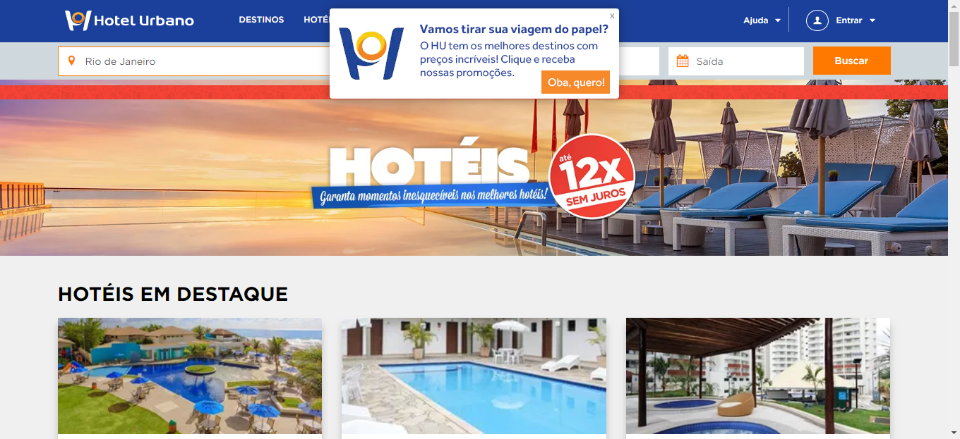 Hotel Urbano
DESTINOS
HOTÉ
Ajuda
Entrar
x
Vamos tirar sua viagem do papel?
O HU tem os melhores destinos com
preços incríveis! Clique e receba
nossas promoções.
Oba, quero!
Rio de Janeiro
Saída
Buscar
HOTÉIS
Garanta momentos inesquecíveis nos melhores hotéis!
até
12x
SEM JUROS
HOTÉIS EM DESTAQUE